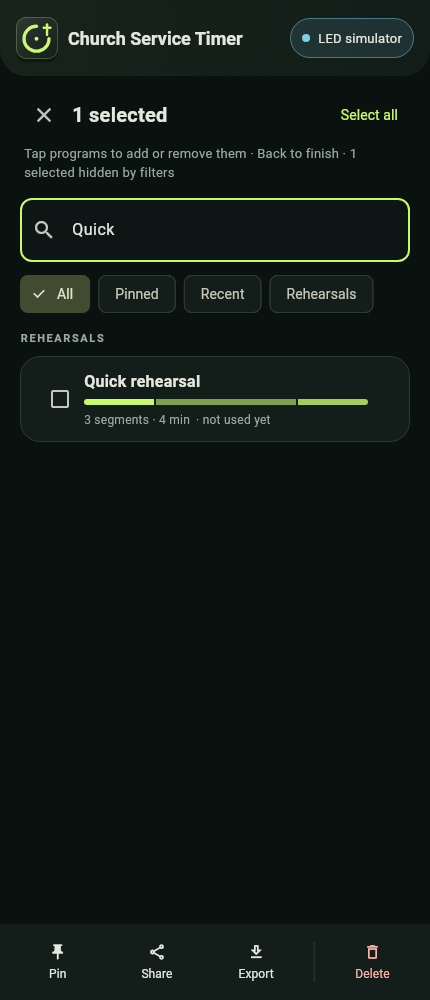 Church Service Timer
LED simulator
1 selected
Select all
Tap programs to add or remove them · Back to finish · 1
selected hidden by filters
Quick
All
Pinned
Recent
Rehearsals
REHEARSALS
Quick rehearsal
3 segments · 4 min · not used yet
Pin
Share
Export
Delete